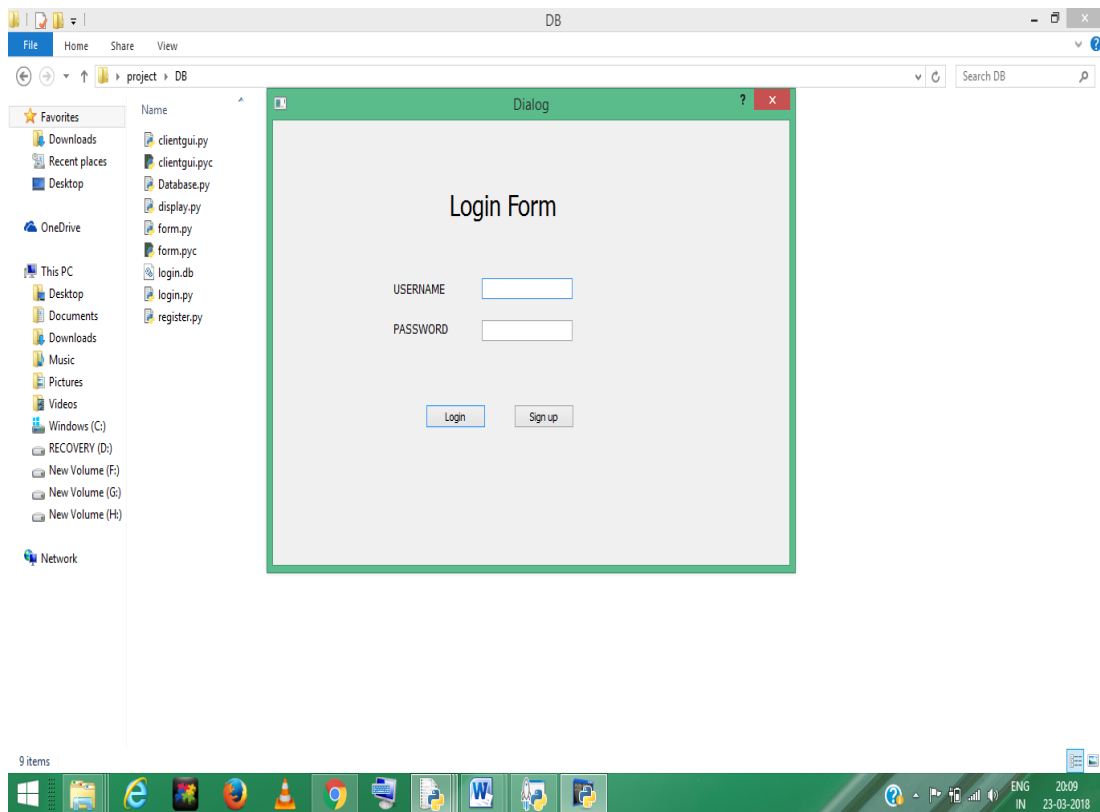 DB
File Home Share View
project DB Search DB
Favorites
Downloads
Recent places
Desktop
OneDrive
This PC
Desktop
Documents
Downloads
Music
Pictures
Videos
Windows (C:)
RECOVERY (D:)
New Volume (F:)
New Volume (G:)
New Volume (H:)
Network
Name
clientgui.py
clientgui.pyc
Database.py
display.py
form.py
form.pyc
login.db
login.py
register.py
Dialog ? x
Login Form
USERNAME
PASSWORD
Login Sign up
9 items
ENG 20:09
IN 23-03-2018